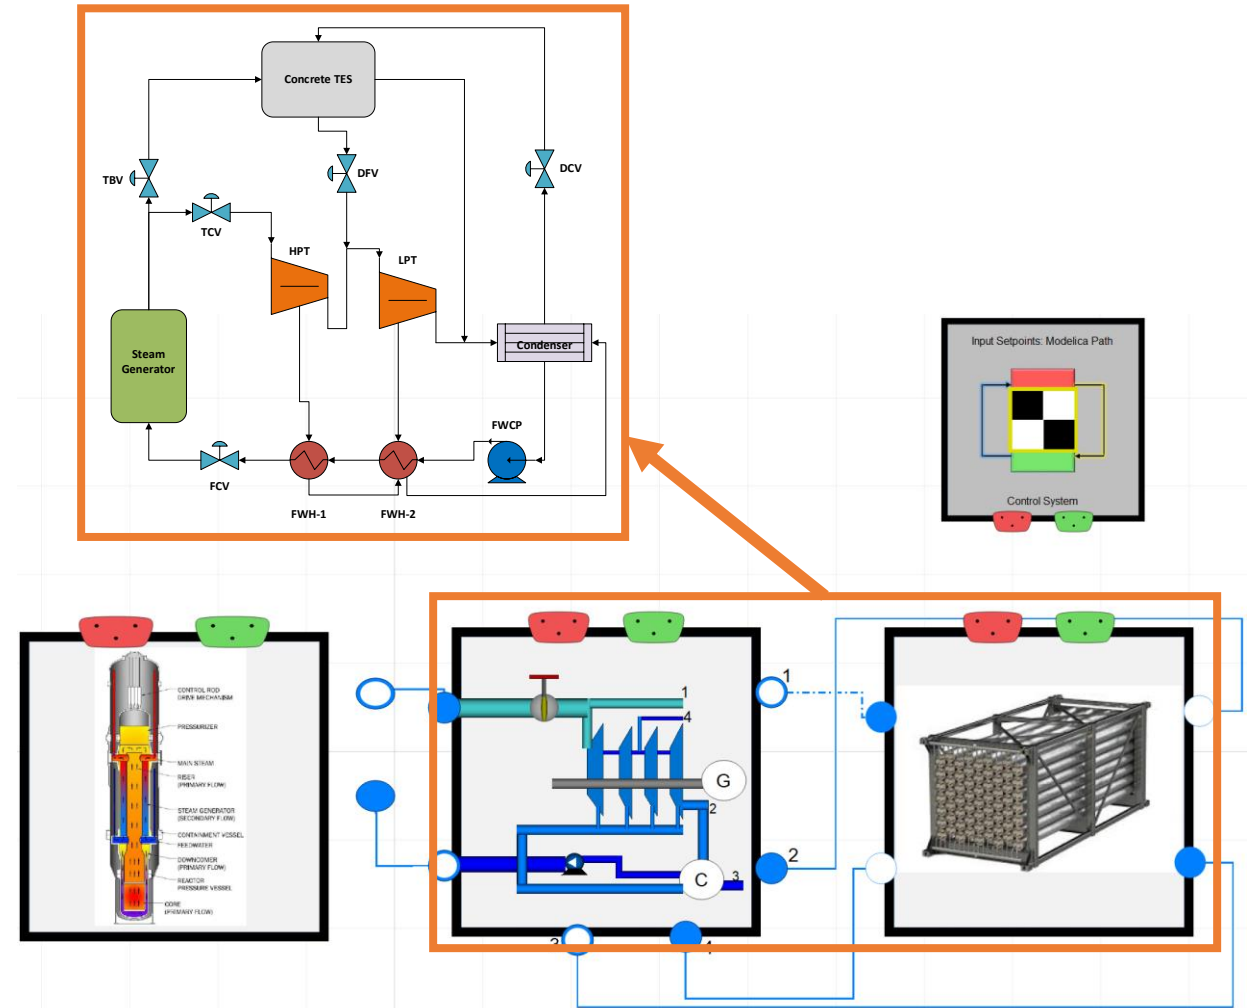 Concrete TES
TBV
DFV
DCV
TCV
HPT
LPT
Steam
Generator
Condenser
FWCP
FCV
FWH-1
FWH-2
Input Setpoints: Modelica Path
Control System
CONTROL ROD
DRIVE MECHANISM
PRESSURIZER
MAIN STEAM
RISER
(PRIMARY FLOW)
STEAM GENERATOR
(SECONDARY FLOW)
CONTAINMENT VESSEL
FEEDWATER
DOWNCOMER
(PRIMARY FLOW)
REACTOR
PRESSURE VESSEL
CORE
(PRIMARY FLOW)
1
4
G
2
C
3
1
2
3
4